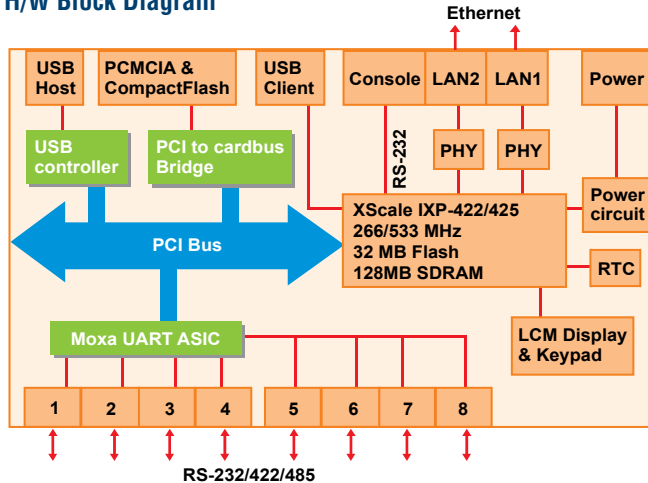 H/W Block Diagram
Ethernet
USB
Host
PCMCIA &
CompactFlash
USB
Client
Console
LAN2
LAN1
Power
USB
controller
PCI to cardbus
Bridge
RS-232
PHY
PHY
Power
circuit
PCI Bus
XScale IXP-422/425
266/533 MHz
32 MB Flash
128MB SDRAM
RTC
Moxa UART ASIC
LCM Display
& Keypad
1
2
3
4
5
6
7
8
RS-232/422/485